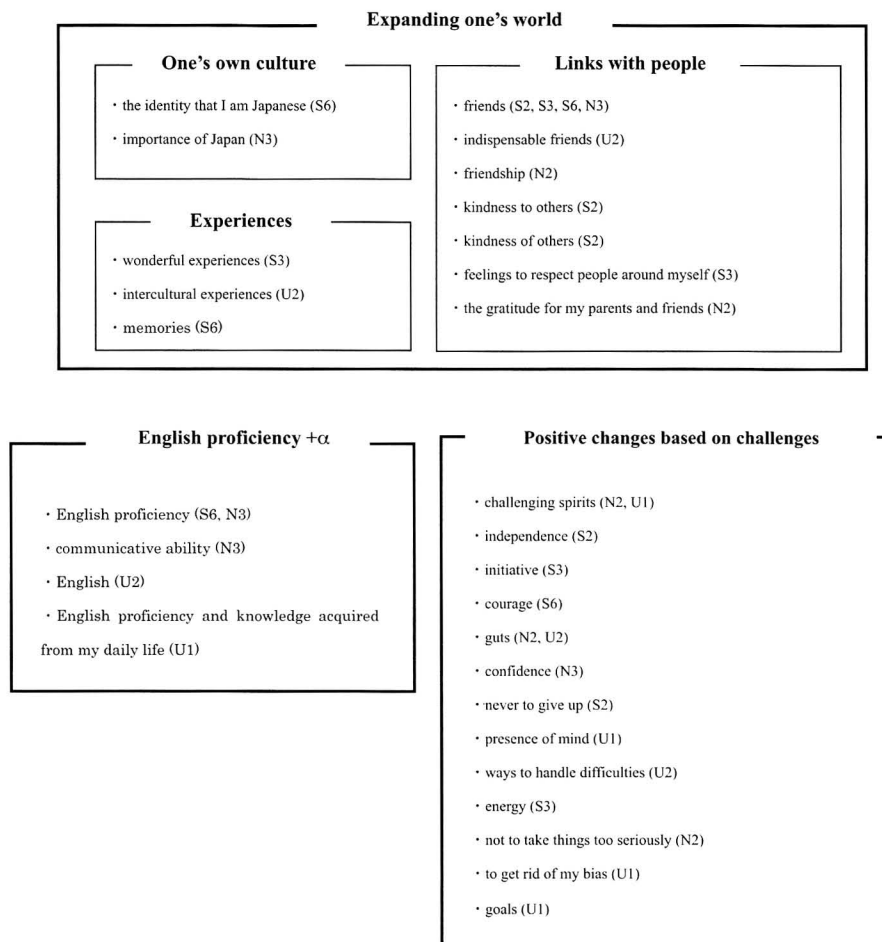 Expanding one's world
One's own culture
・the identity that I am Japanese (S6)
・importance of Japan (N3)
Experiences
・wonderful experiences (S3)
・intercultural experiences (U2)
・memories (S6)
Links with people
・friends (S2, S3, S6, N3)
・indispensable friends (U2)
・friendship (N2)
・kindness to others (S2)
・kindness of others (S2)
・feelings to respect people around myself (S3)
・the gratitude for my parents and friends (N2)
English proficiency +α
・English proficiency (S6, N3)
・communicative ability (N3)
・English (U2)
・English proficiency and knowledge acquired
from my daily life (U1)
Positive changes based on challenges
・challenging spirits (N2, U1)
・independence (S2)
・initiative (S3)
・courage (S6)
・guts (N2, U2)
・confidence (N3)
・never to give up (S2)
・presence of mind (U1)
・ways to handle difficulties (U2)
・energy (S3)
・not to take things too seriously (N2)
・to get rid of my bias (U1)
・goals (U1)